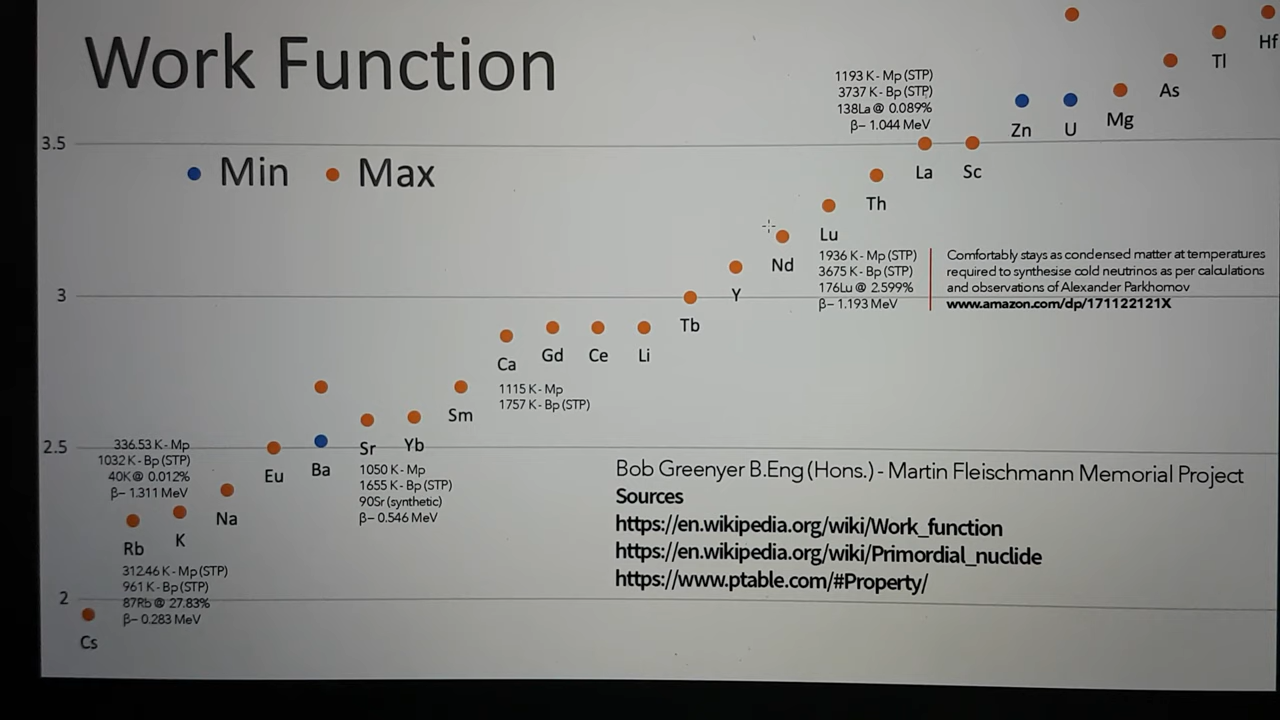 Work Function
Min
Max
3.5
3
2.5
2
Cs
Rb
K
Na
Eu
Ba
Sr
Yb
Sm
Ca
Gd
Ce
Li
Tb
Y
Nd
Lu
Th
La
Sc
Zn
U
Mg
As
Tl
Hf
336.53 K - Mp
1032 K - Bp (STP)
40K @ 0.012%
β− 1.311 MeV
312.46 K - Mp (STP)
961 K - Bp (STP)
87Rb @ 27.83%
β− 0.283 MeV
1050 K - Mp
1655 K - Bp (STP)
90Sr (synthetic)
β− 0.546 MeV
1115 K - Mp
1757 K - Bp (STP)
1193 K - Mp (STP)
3737 K - Bp (STP)
138La @ 0.089%
β− 1.044 MeV
1936 K - Mp (STP)
3675 K - Bp (STP)
176Lu @ 2.599%
β− 1.193 MeV
Comfortably stays as condensed matter at temperatures
required to synthesise cold neutrinos as per calculations
and observations of Alexander Parkhomov
www.amazon.com/dp/171122121X
Bob Greenyer B.Eng (Hons.) - Martin Fleischmann Memorial Project
Sources
https://en.wikipedia.org/wiki/Work_function
https://en.wikipedia.org/wiki/Primordial_nuclide
https://www.ptable.com/#Property/